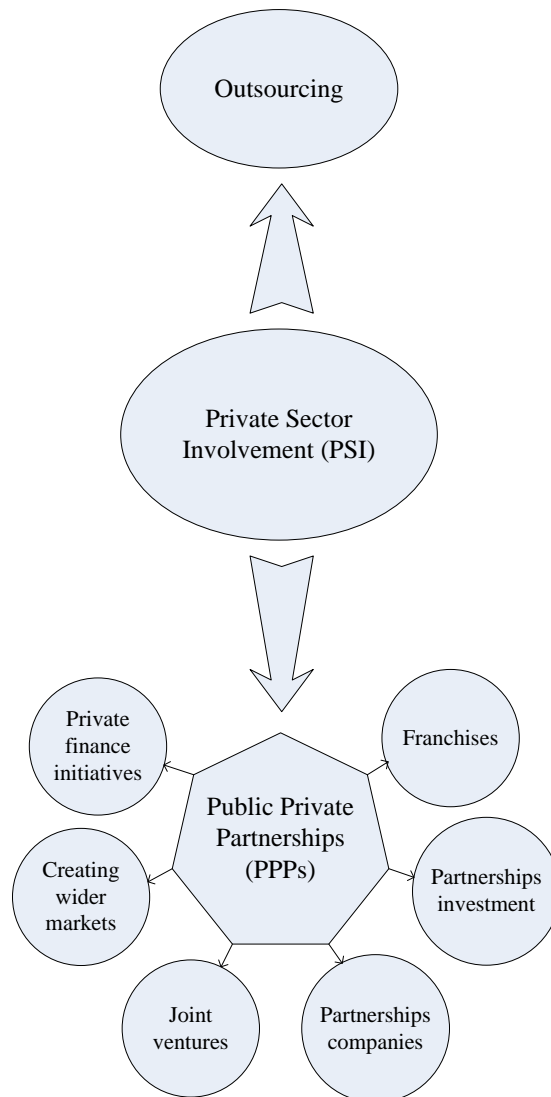 Outsourcing
Private Sector
Involvement (PSI)
Private
finance
initiatives
Franchises
Public Private
Partnerships
(PPPs)
Creating
wider
markets
Partnerships
investment
Joint
ventures
Partnerships
companies